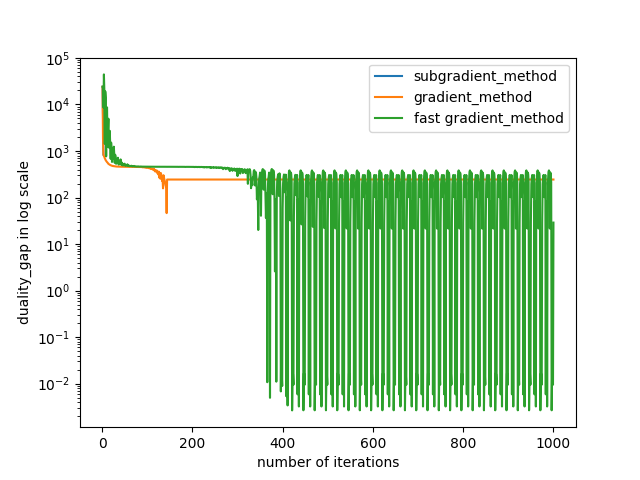 10^5
10^4
10^3
10^2
10^1
10^0
10^-1
10^-2
duality_gap in log scale
subgradient_method
gradient_method
fast gradient_method
0 200 400 600 800 1000
number of iterations